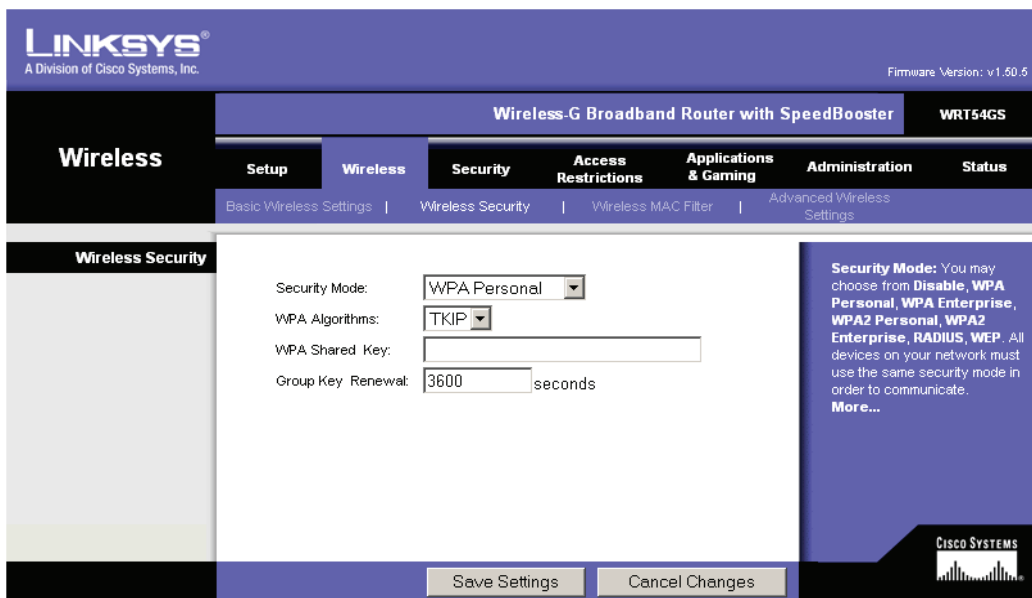 LINKSYS®
A Division of Cisco Systems, Inc.
Firmware Version: v1.50.5
Wireless-G Broadband Router with SpeedBooster WRT54GS
Wireless
Setup Wireless Security Access Restrictions Applications & Gaming Administration Status
Basic Wireless Settings | Wireless Security | Wireless MAC Filter | Advanced Wireless Settings
Wireless Security
Security Mode: WPA Personal
WPA Algorithms: TKIP
WPA Shared Key:
Group Key Renewal: 3600 seconds
Security Mode: You may
choose from Disable, WPA
Personal, WPA Enterprise,
WPA2 Personal, WPA2
Enterprise, RADIUS, WEP. All
devices on your network must
use the same security mode in
order to communicate.
More...
CISCO SYSTEMS
Save Settings Cancel Changes